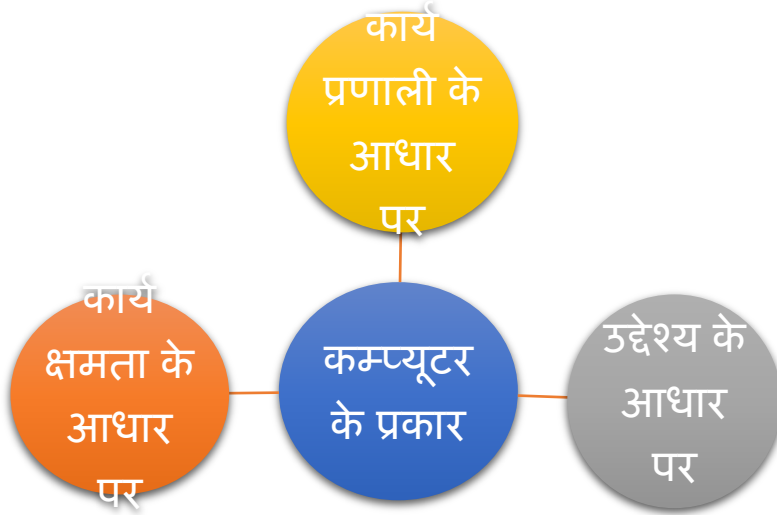 कार्य
प्रणाली के
आधार
पर
कार्य
क्षमता के
आधार
पर
कम्प्यूटर
के प्रकार
उद्देश्य के
आधार
पर